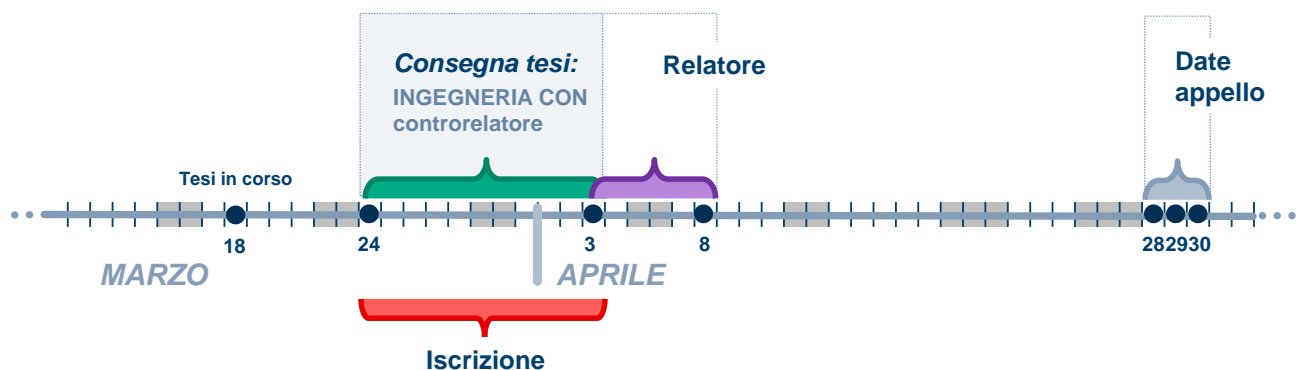 Consegna tesi:
INGEGNERIA CON
controrelatore
Relatore
Date
appello
Tesi in corso
18
24
3
8
282930
MARZO
APRILE
Iscrizione